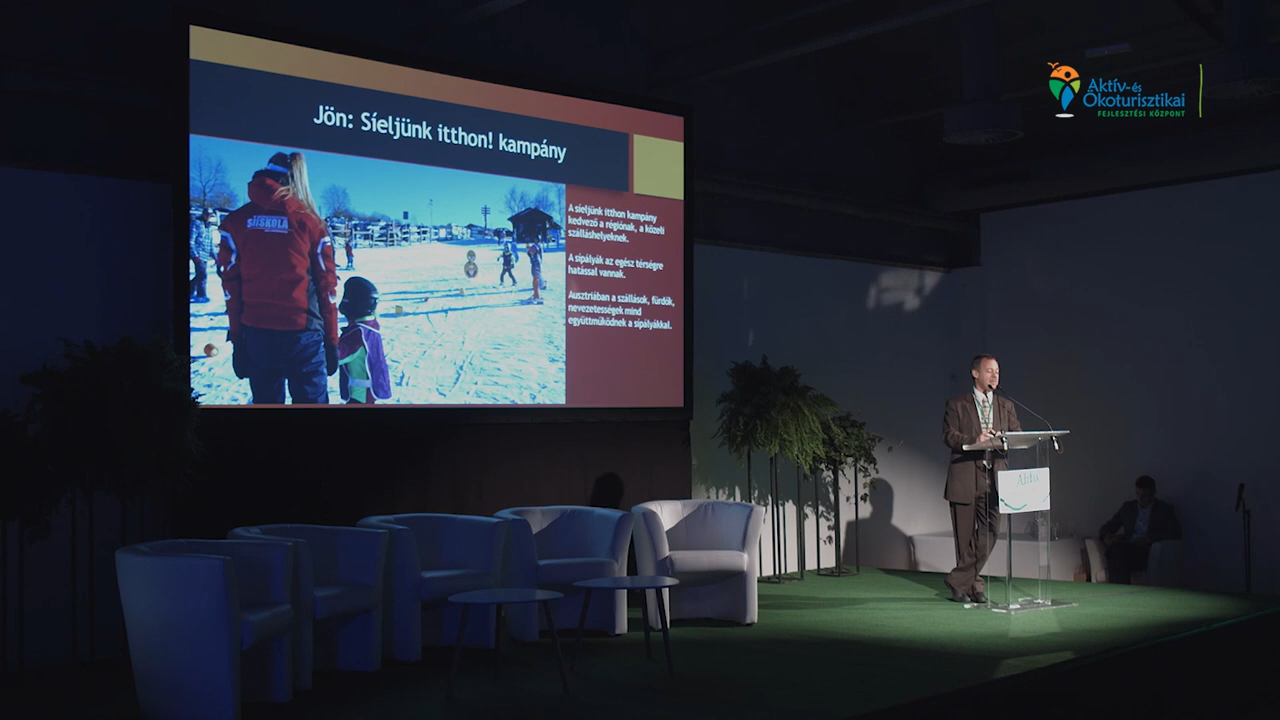 Jön: Síeljünk itthon! kampány
A síeljünk itthon kampány
kedvező a régiónak, a közeli
szálláshelyeknek.
A sípályák az egész térségre
hatással vannak.
Ausztriában a szállások, fürdők,
nevezetességek mind
együttműködnek a sípályákkal.
SÍISKOLA
Aktív-és
Ökoturisztikai
FEJLESZTÉSI KÖZPONT